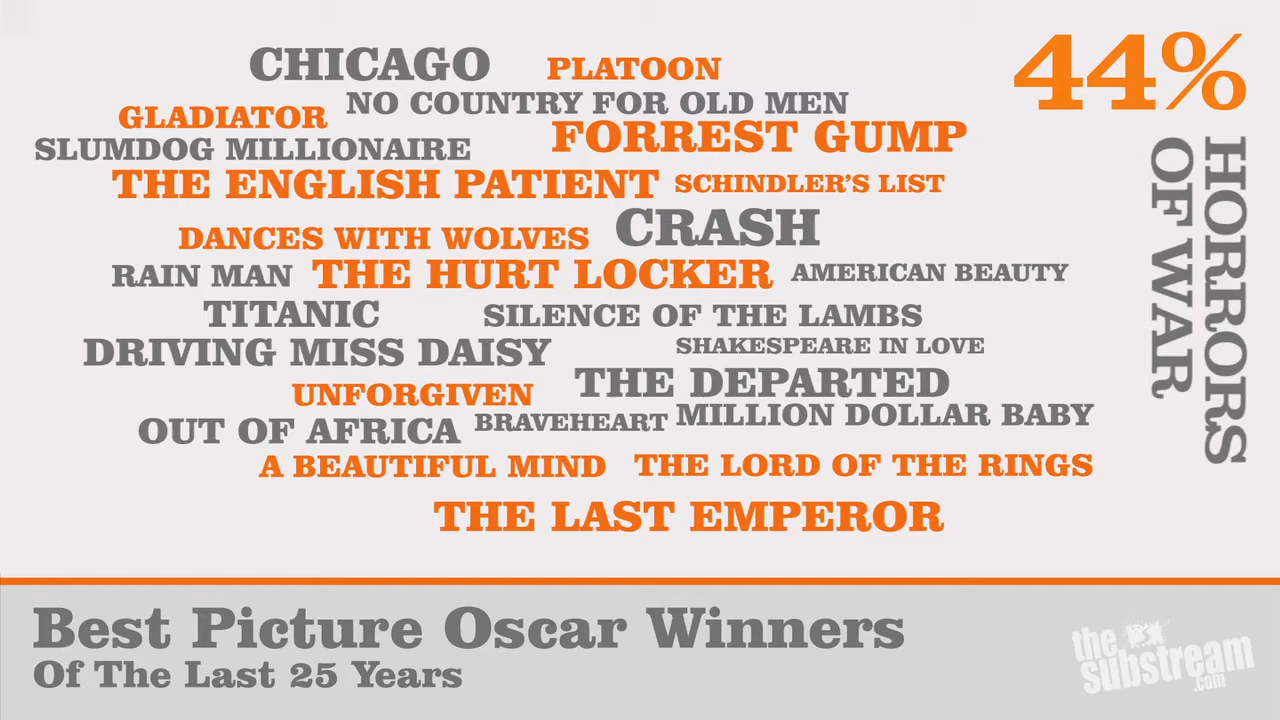 CHICAGO PLATOON
44%
NO COUNTRY FOR OLD MEN
GLADIATOR
FORREST GUMP
SLUMDOG MILLIONAIRE
THE ENGLISH PATIENT SCHINDLER'S LIST
CRASH
DANCES WITH WOLVES
RAIN MAN THE HURT LOCKER AMERICAN BEAUTY
TITANIC SILENCE OF THE LAMBS
DRIVING MISS DAISY SHAKESPEARE IN LOVE
UNFORGIVEN THE DEPARTED
OUT OF AFRICA BRAVEHEART MILLION DOLLAR BABY
A BEAUTIFUL MIND THE LORD OF THE RINGS
THE LAST EMPEROR
HORRORS
OF WAR
Best Picture Oscar Winners
Of The Last 25 Years
the
substream
.com